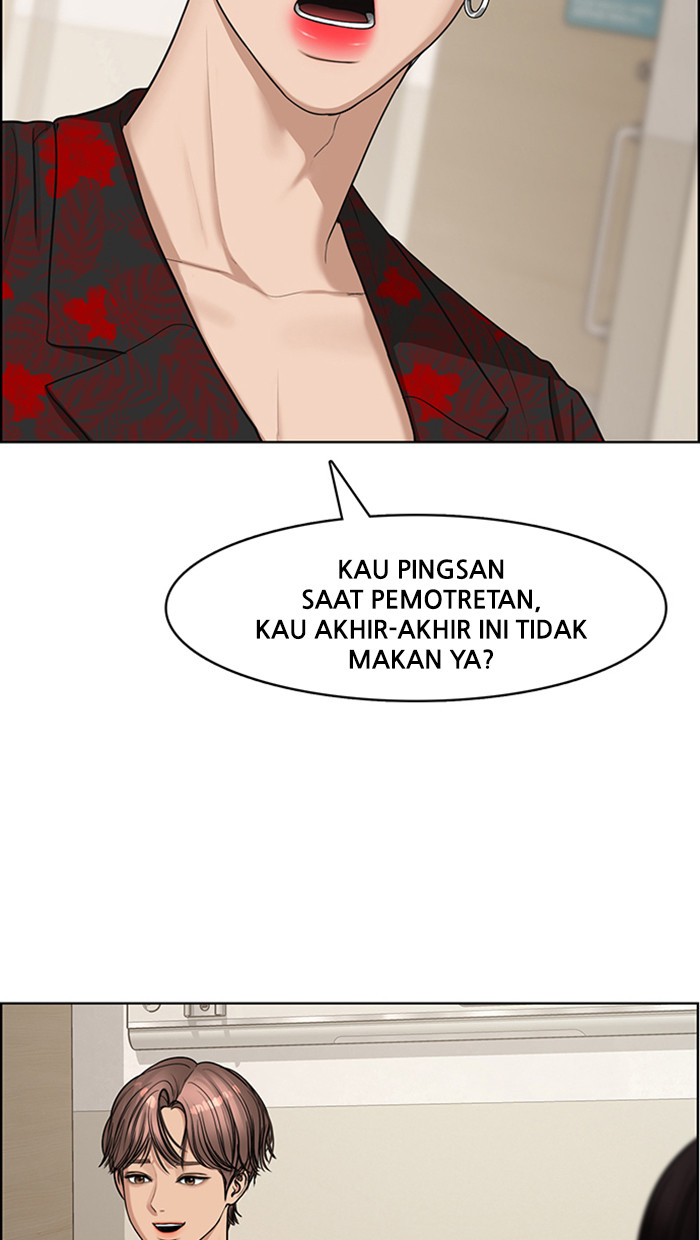 KAU PINGSAN
SAAT PEMOTRETAN,
KAU AKHIR-AKHIR INI TIDAK
MAKAN YA?